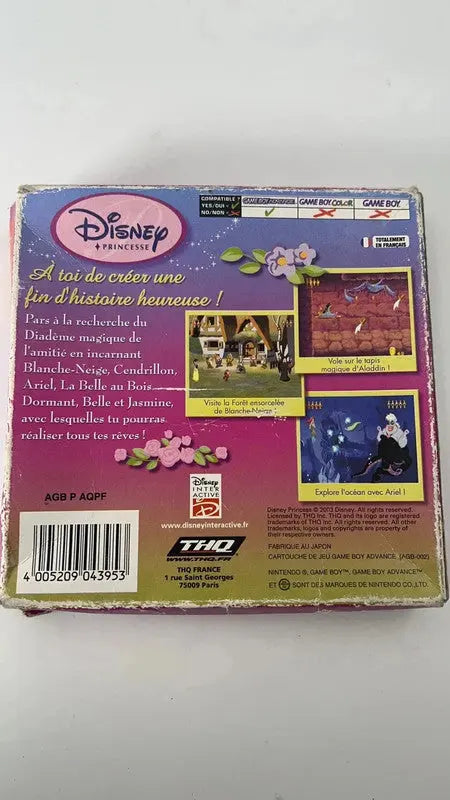 COMPATIBLE ?
YES/OUI -
NO/NON -
GAME BOY ADVANCE
GAME BOY COLOR
GAME BOY
Disney
PRINCESSE
TOTALEMENT
EN FRANÇAIS
A toi de créer une
fin d'histoire heureuse !
Pars à la recherche du
Diadème magique de
l'amitié en incarnant
Blanche-Neige, Cendrillon,
Ariel, La Belle au Bois
Dormant, Belle et Jasmine,
avec lesquelles tu pourras
réaliser tous tes rêves !
Vole sur le tapis
magique d'Aladdin !
Visite la Forêt ensorcelée
de Blanche-Neige !
Explore l'océan avec Ariel !
AGB P AQPF
4 005209 043953
Disney
INTER
ACTIVE
www.disneyinteractive.fr
THQ
WWW.THQ.FR
THQ FRANCE
1 rue Saint Georges
75009 Paris
Disney Princess © 2003 Disney. All rights reserved.
Licensed by THQ Inc. THQ and its logo are registered
trademarks of THQ Inc. All rights reserved. All other
trademarks, logos and copyrights are property of
their respective owners.
FABRIQUE AU JAPON
CARTOUCHE DE JEU GAME BOY ADVANCE (AGB-002)
NINTENDO ®, GAME BOY™, GAME BOY ADVANCE™
ET SONT DES MARQUES DE NINTENDO CO., LTD.